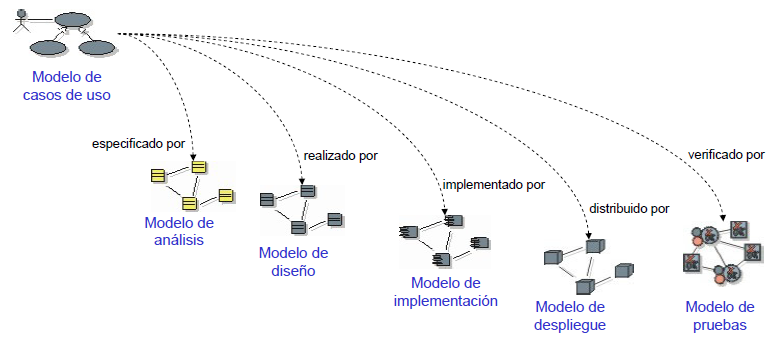 Modelo de
casos de uso
especificado por
realizado por
implementado por
distribuido por
verificado por
Modelo de
análisis
Modelo de
diseño
Modelo de
implementación
Modelo de
despliegue
Modelo de
pruebas